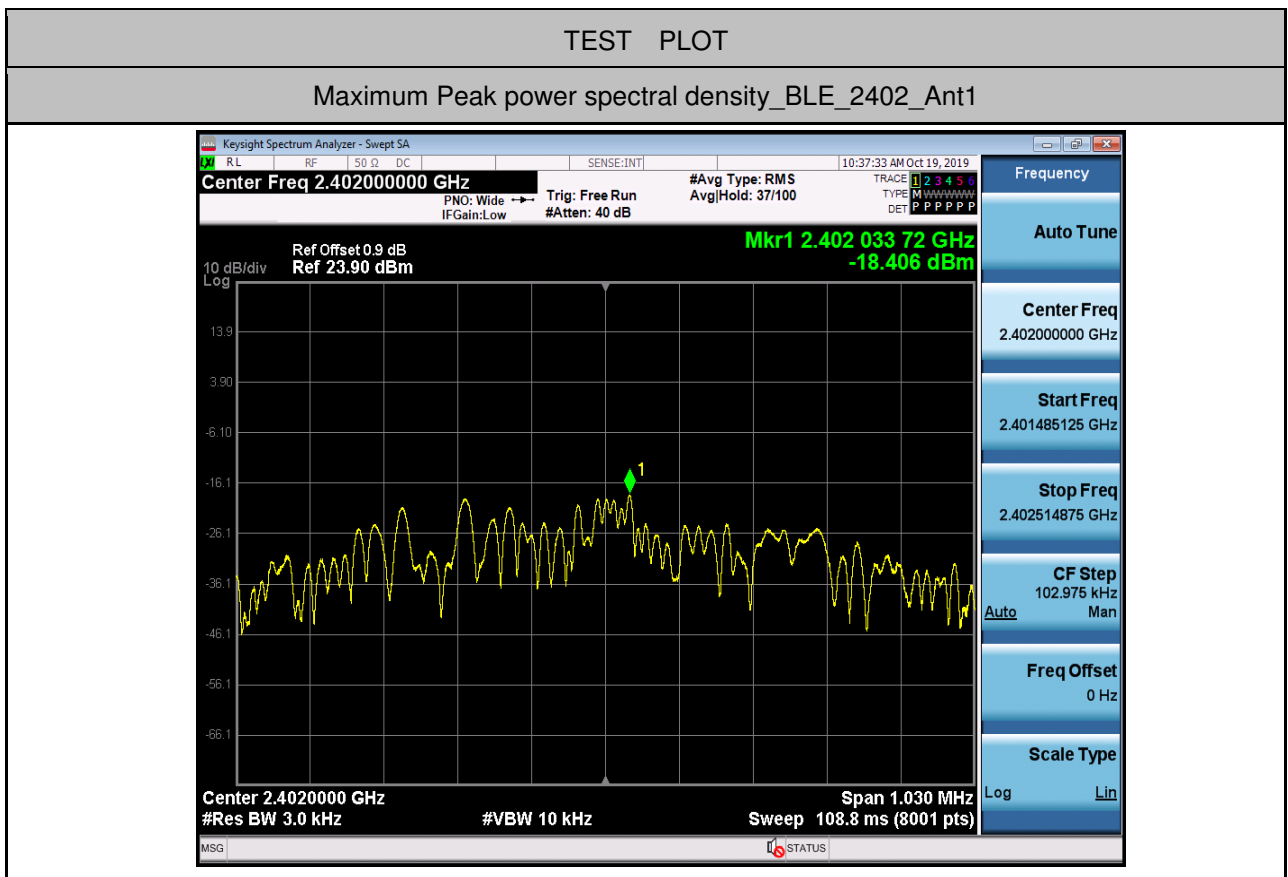 TEST PLOT
Maximum Peak power spectral density_BLE_2402_Ant1
Keysight Spectrum Analyzer - Swept SA
LXI RL RF 50 Ω DC SENSE:INT 10:37:33 AM Oct 19, 2019
Center Freq 2.402000000 GHz
PNO: Wide
IFGain:Low
Trig: Free Run
#Atten: 40 dB
#Avg Type: RMS
Avg|Hold: 37/100
TRACE 1 2 3 4 5 6
TYPE M WWWWW
DET P P P P P P
Ref Offset 0.9 dB
10 dB/div Ref 23.90 dBm
Log
Mkr1 2.402 033 72 GHz
-18.406 dBm
13.9
3.90
-6.10
-16.1
-26.1
-36.1
-46.1
-56.1
-66.1
1
Center 2.4020000 GHz Span 1.030 MHz
#Res BW 3.0 kHz #VBW 10 kHz Sweep 108.8 ms (8001 pts)
MSG STATUS
Frequency
Auto Tune
Center Freq
2.402000000 GHz
Start Freq
2.401485125 GHz
Stop Freq
2.402514875 GHz
CF Step
102.975 kHz
Auto Man
Freq Offset
0 Hz
Scale Type
Log Lin